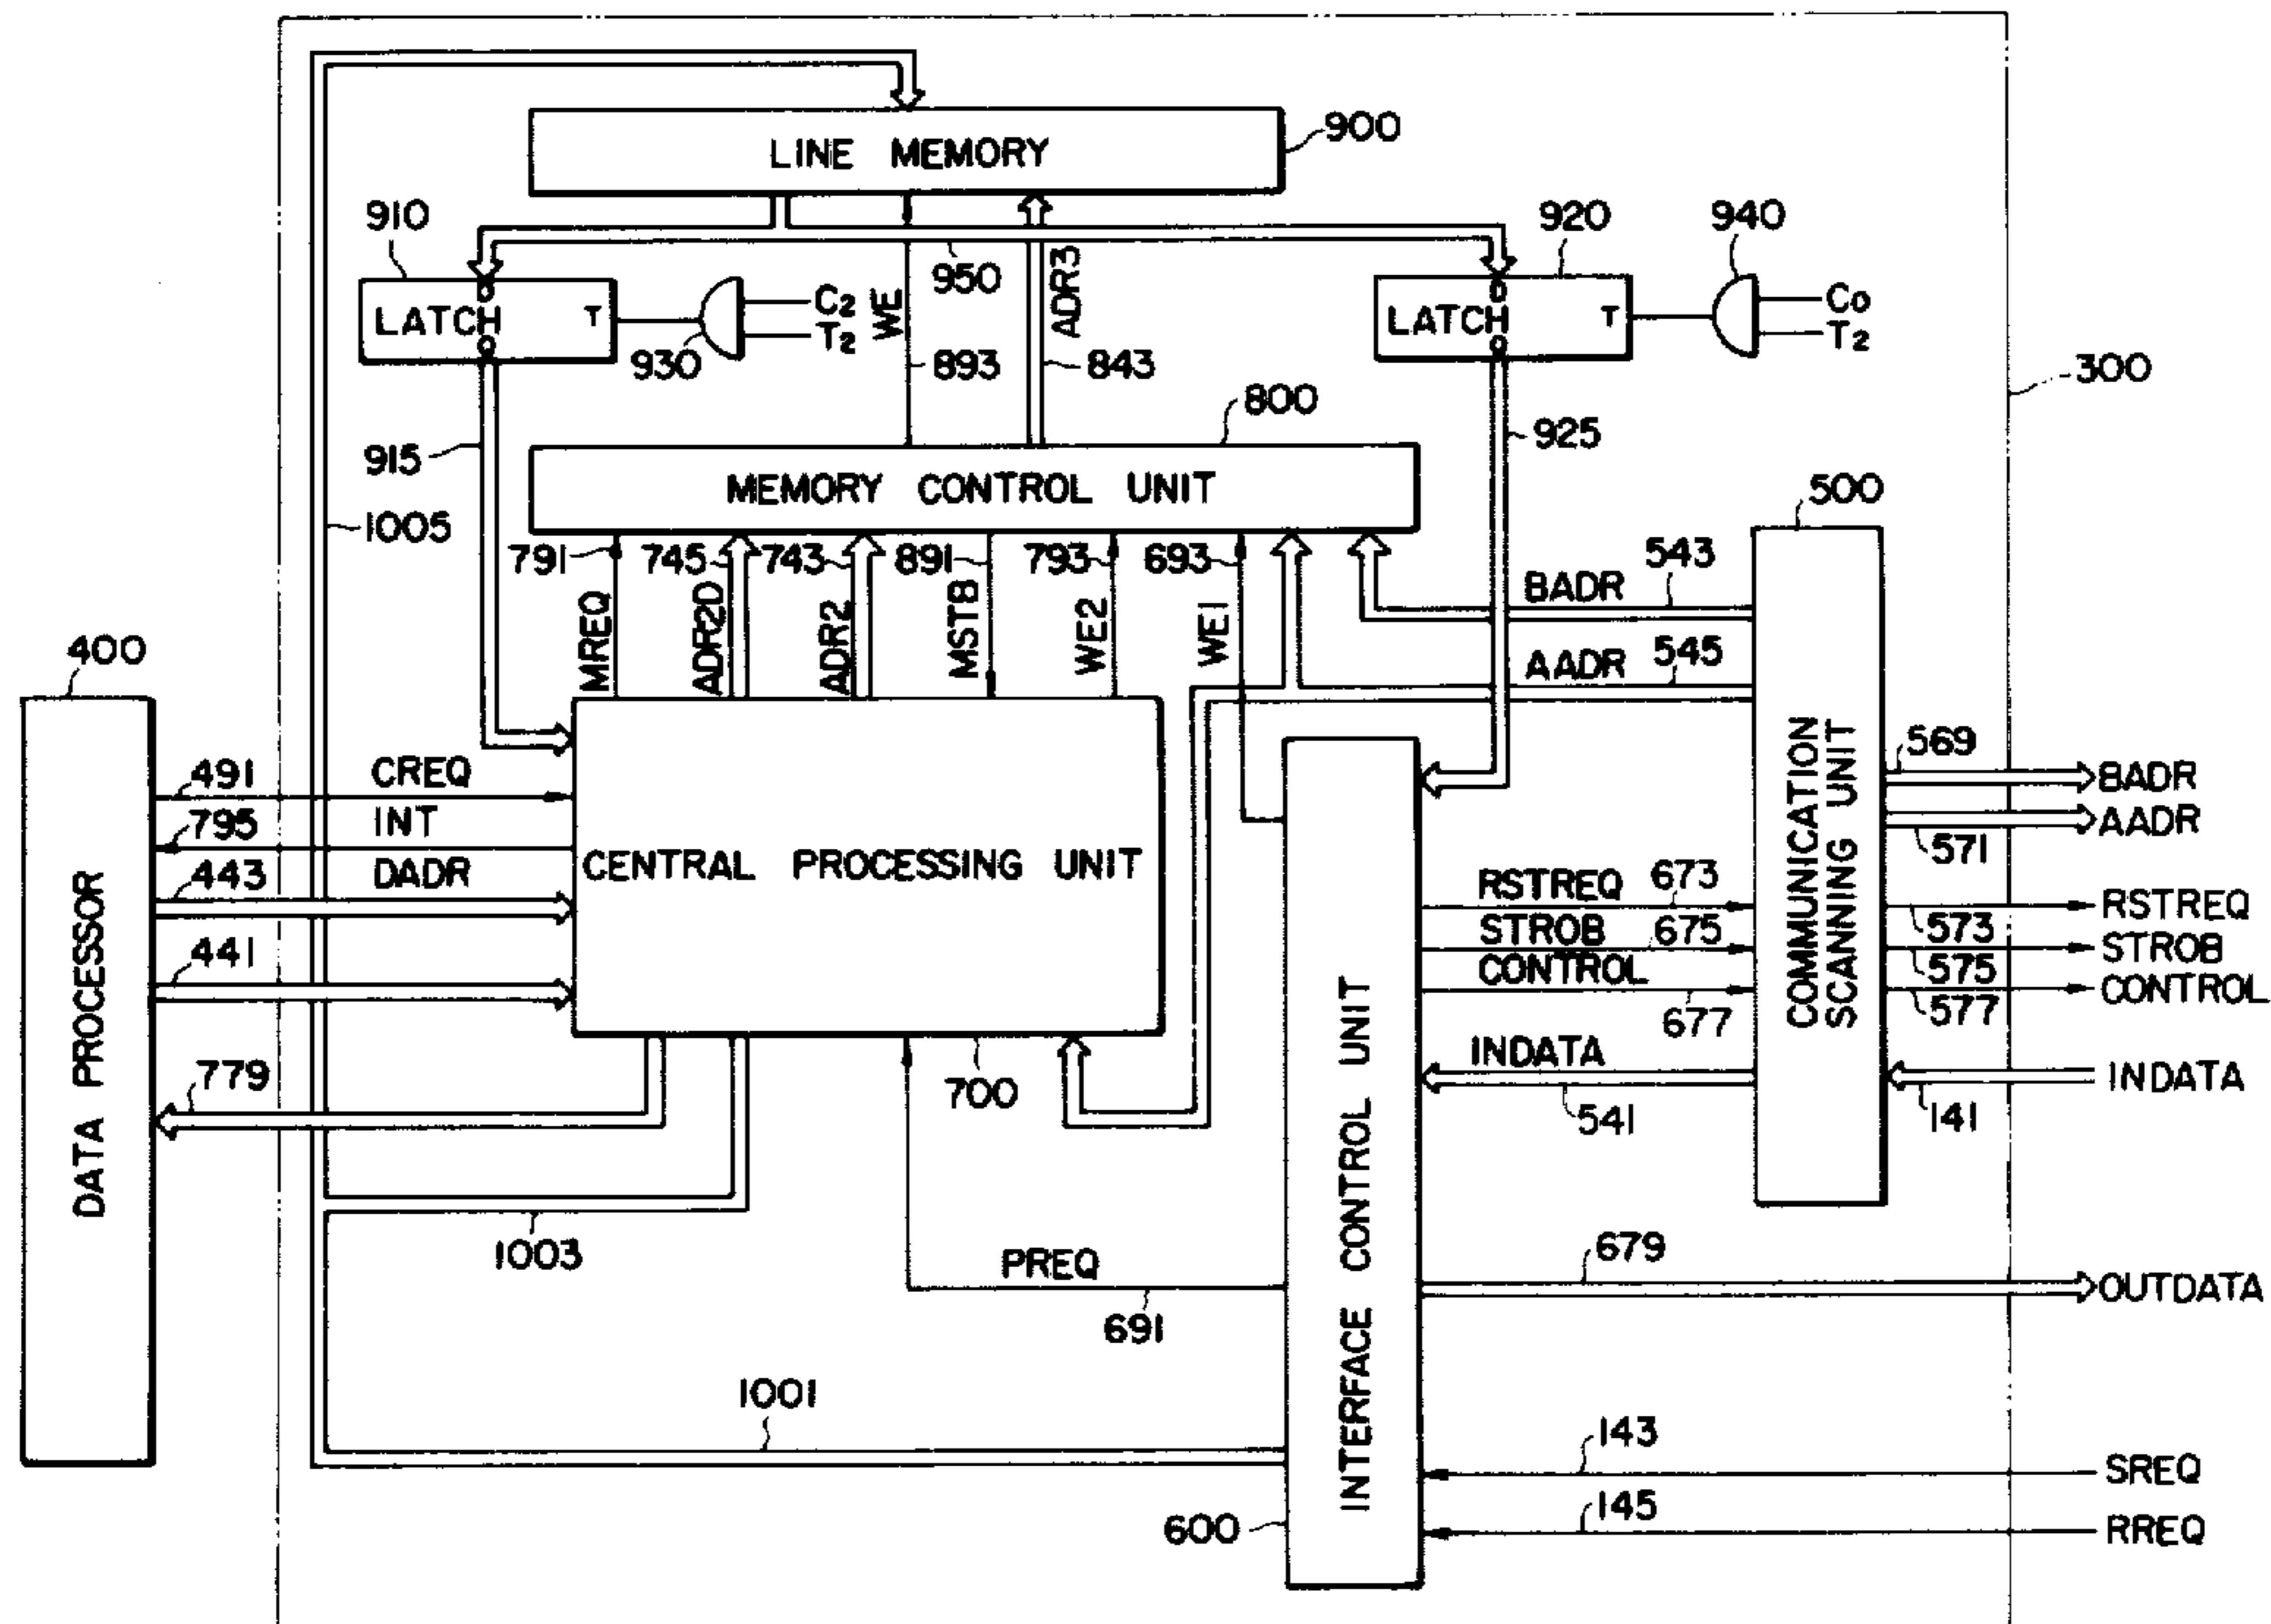 LINE MEMORY
900
910
920
940
LATCH
T
C2
T2
930
WE
950
ADR3
LATCH
T
C0
T2
893
843
300
915
800
925
MEMORY CONTROL UNIT
500
1005
791
745
743
891
793
693
MREQ
ADR2D
ADR2
MSTB
WE2
WE1
BADR
543
AADR
545
400
DATA PROCESSOR
491
CREQ
795
INT
443
DADR
441
779
CENTRAL PROCESSING UNIT
700
INTERFACE CONTROL UNIT
600
COMMUNICATION
SCANNING UNIT
569
BADR
AADR
571
RSTREQ
673
STROB
675
CONTROL
677
RSTREQ
573
STROB
575
CONTROL
577
INDATA
541
INDATA
141
1003
PREQ
691
679
OUTDATA
1001
143
SREQ
145
RREQ